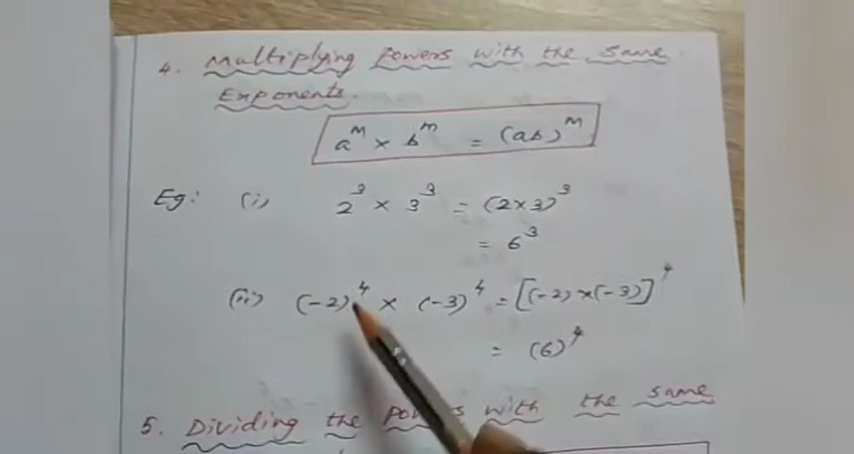 4. Multiplying Powers with the same
Exponents.
a^m × b^m = (ab)^m
Eg: (i) 2^3 × 3^3 = (2×3)^3
= 6^3
(ii) (-2)^4 × (-3)^4 = [(-2)×(-3)]^4
= (6)^4
5. Dividing the powers with the same